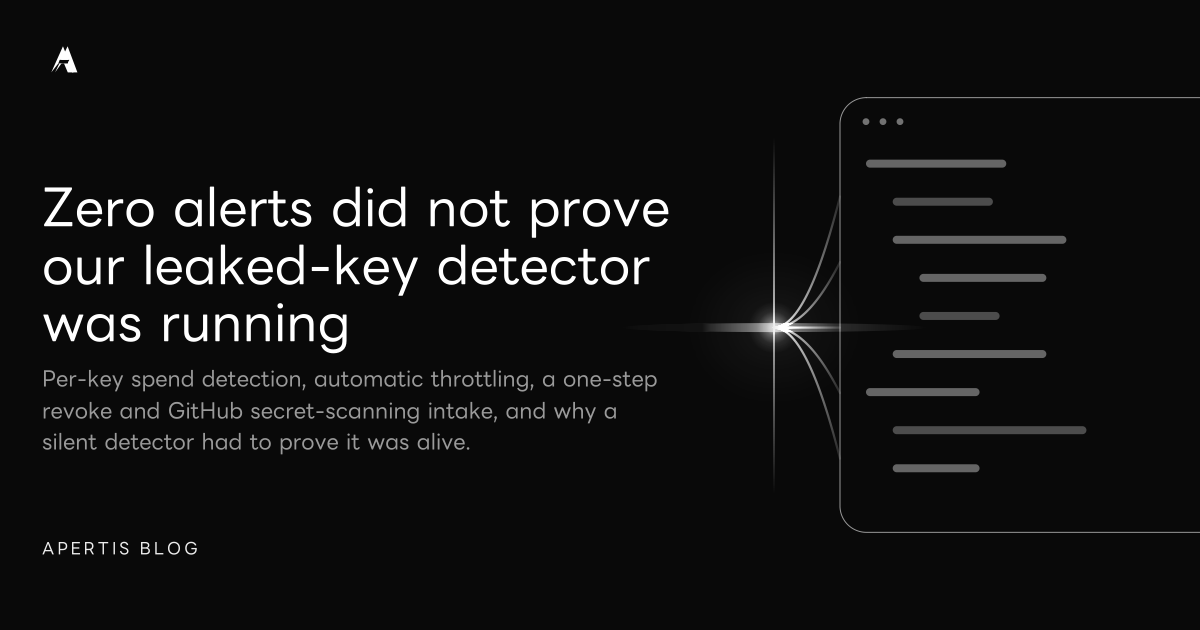 Zero alerts did not prove
our leaked-key detector
was running
Per-key spend detection, automatic throttling, a one-step
revoke and GitHub secret-scanning intake, and why a
silent detector had to prove it was alive.
APERTIS BLOG